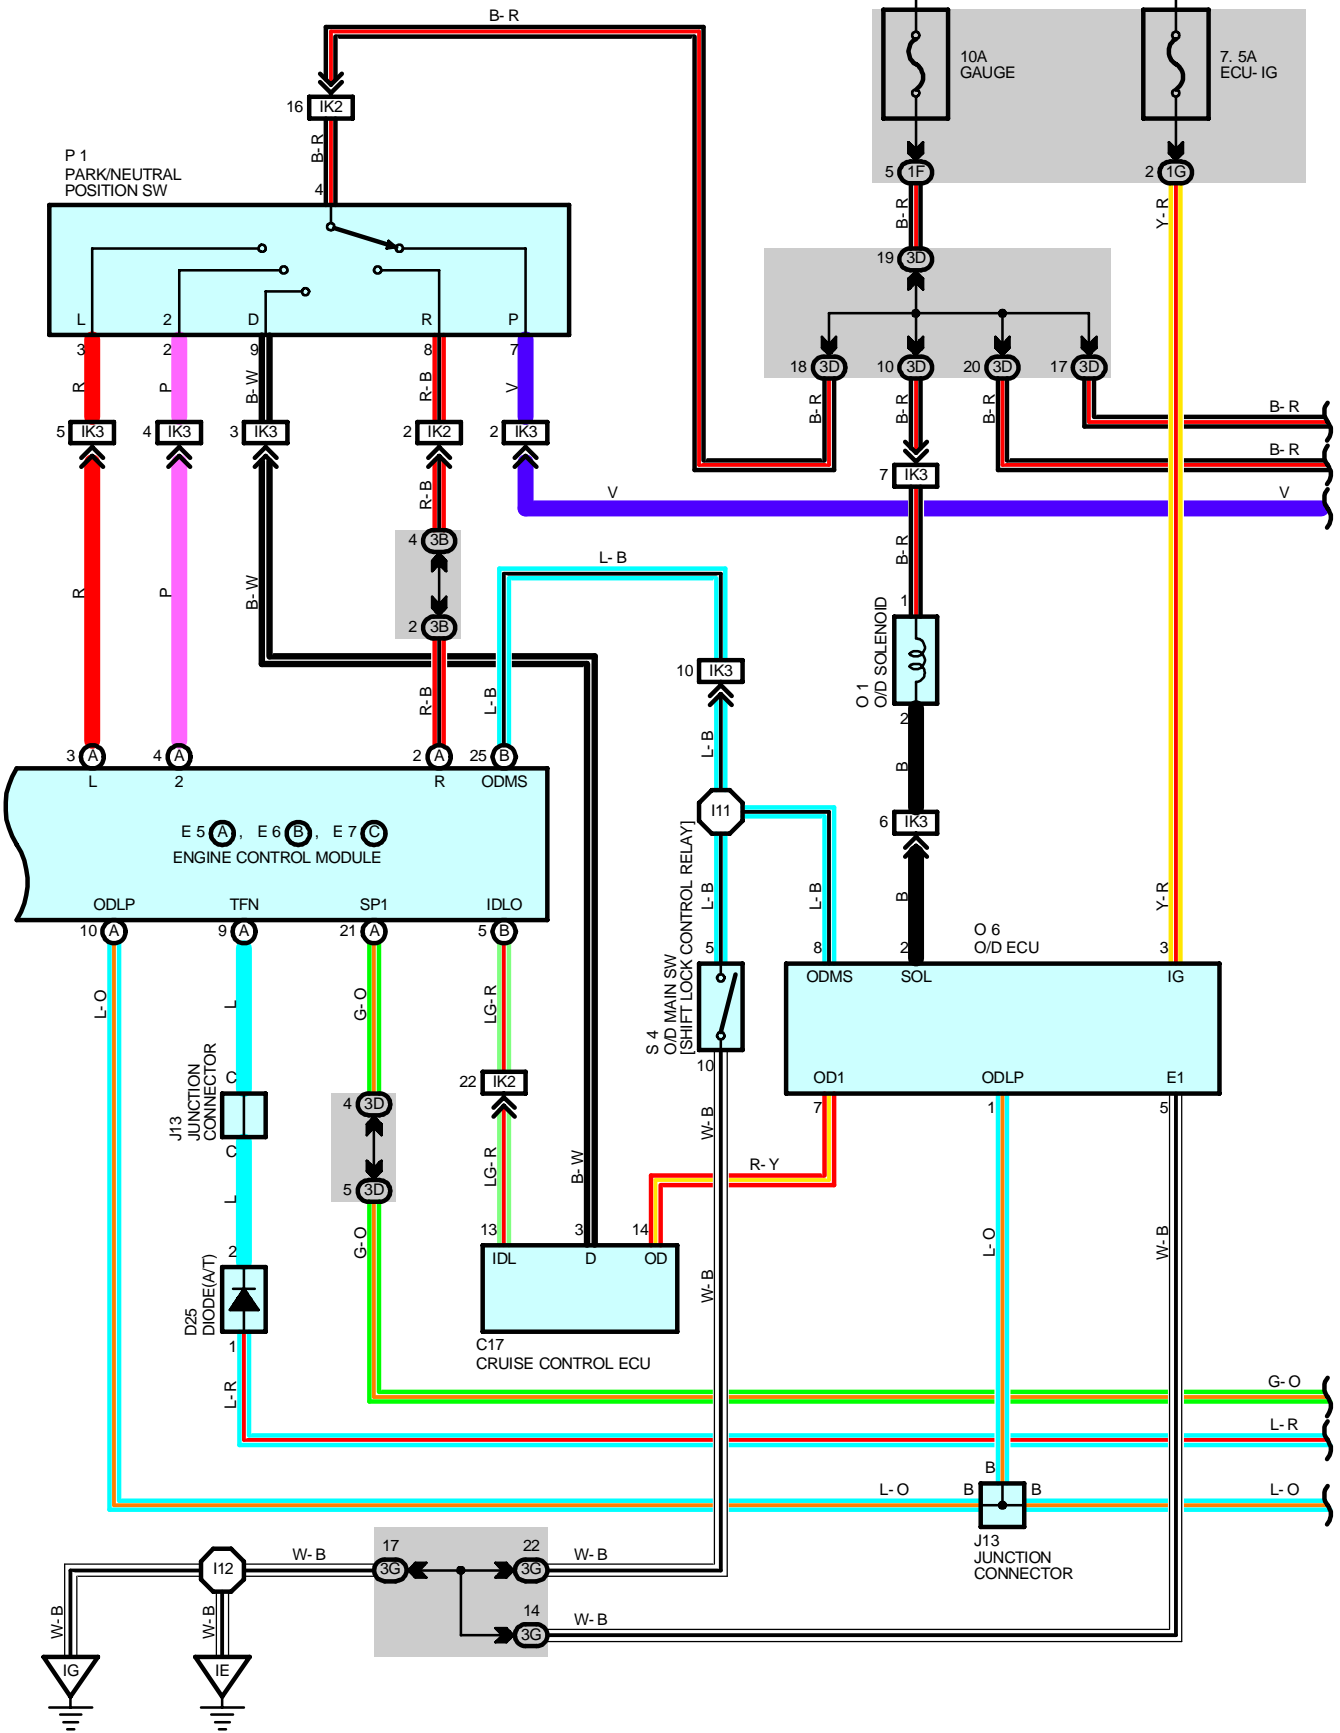 B-R
10A
GAUGE
7. 5A
ECU-IG
16 IK2
B-R
P 1
PARK/NEUTRAL
POSITION SW
4
5 1F
2 1G
B-R
Y-R
19 3D
L 2 D R P
3 2 9 8 7
18 3D 10 3D 20 3D 17 3D
R P B-W R-B V
B-R B-R B-R B-R
5 IK3 4 IK3 3 IK3 2 IK2 2 IK3
B-R
7 IK3
R-B
V
V
4 3B
L-B
B-R
R P B-W
2 3B
1
O 1
O/D SOLENOID
10 IK3
R-B
L-B
2
L-B
B
3 A 4 A 2 A 25 B
L 2 R ODMS
I11
6 IK3
E 5 A, E 6 B, E 7 C
ENGINE CONTROL MODULE
L-B
L-B
B
Y-R
ODLP TFN SP1 IDLO
10 A 9 A 21 A 5 B
O 6
O/D ECU
5
8 2 3
ODMS SOL IG
L-O
L
G-O
LG-R
S 4
O/D MAIN SW
[SHIFT LOCK CONTROL RELAY]
10
OD1 ODLP E1
7 1 5
C
J13
JUNCTION
CONNECTOR
C
22 IK2
4 3D
W-B
5 3D
L
LG-R
B-W
R-Y
G-O
13 3 14
IDL D OD
L-O
W-B
W-B
2
D25
DIODE(A/T)
1
C17
CRUISE CONTROL ECU
L-R
G-O
L-R
B
L-O B B L-O
J13
JUNCTION
CONNECTOR
17 22
I12 W-B 3G 3G W-B
14
3G W-B
W-B W-B
IG IE